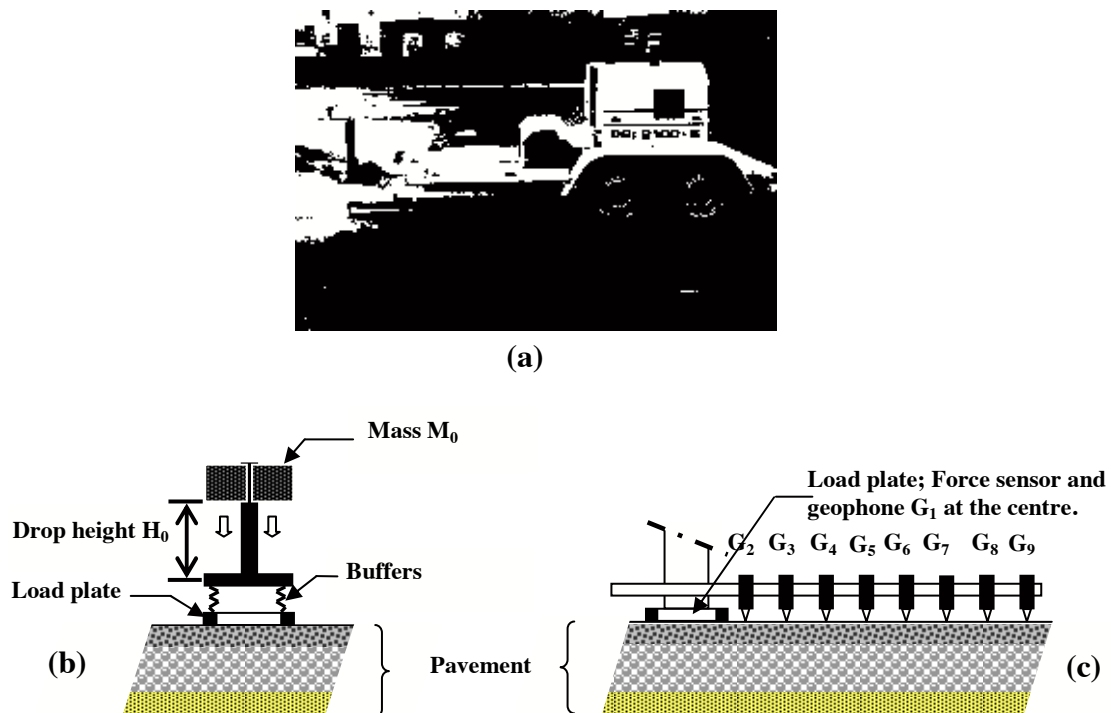 (a)
Mass M₀
Drop height H₀
Load plate
Buffers
(b)
Pavement
Load plate; Force sensor and
geophone G₁ at the centre.
G₂ G₃ G₄ G₅ G₆ G₇ G₈ G₉
(c)